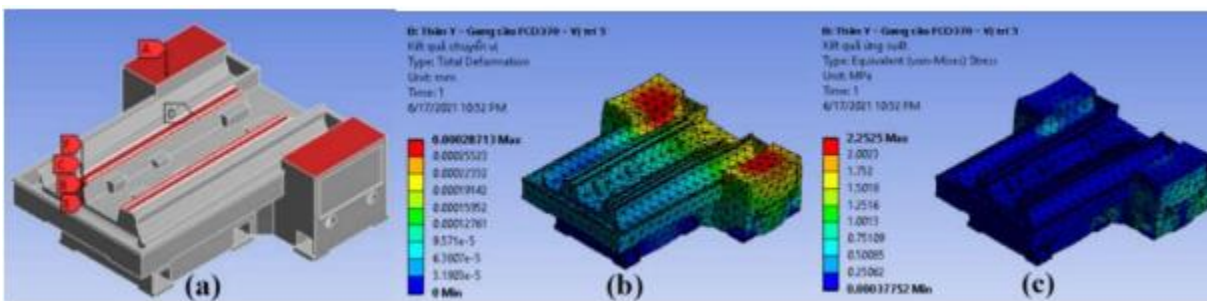 A
(a)
B: Thân Y - Gang cầu FCD370 - Vị trí 3
Kết quả chuyển vị
Type: Total Deformation
Unit: mm
Time: 1
6/17/2021 10:52 PM
0.00028713 Max
0.00025523
0.00022332
0.00019142
0.00015952
0.00012761
9.571e-5
6.3807e-5
3.1903e-5
0 Min
(b)
B: Thân Y - Gang cầu FCD370 - Vị trí 3
Kết quả ứng suất
Type: Equivalent (von-Mises) Stress
Unit: MPa
Time: 1
6/17/2021 10:52 PM
2.2525 Max
2.0023
1.752
1.5018
1.2516
1.0013
0.75109
0.50085
0.25062
0.00037752 Min
(c)